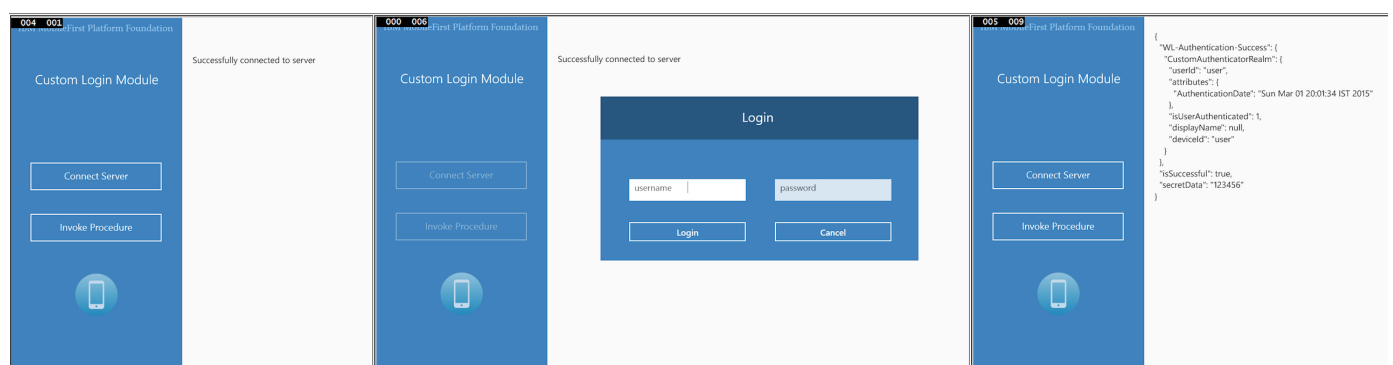 004 001
IBM MobileFirst Platform Foundation
Custom Login Module
Connect Server
Invoke Procedure
Successfully connected to server
000 006
IBM MobileFirst Platform Foundation
Custom Login Module
Connect Server
Invoke Procedure
Successfully connected to server
Login
username
password
Login
Cancel
005 009
IBM MobileFirst Platform Foundation
Custom Login Module
Connect Server
Invoke Procedure
{
"WL-Authentication-Success": {
"CustomAuthenticatorRealm": {
"userId": "user",
"attributes": {
"AuthenticationDate": "Sun Mar 01 20:01:34 IST 2015"
},
"isUserAuthenticated": 1,
"displayName": null,
"deviceId": "user"
}
},
"isSuccessful": true,
"secretData": "123456"
}